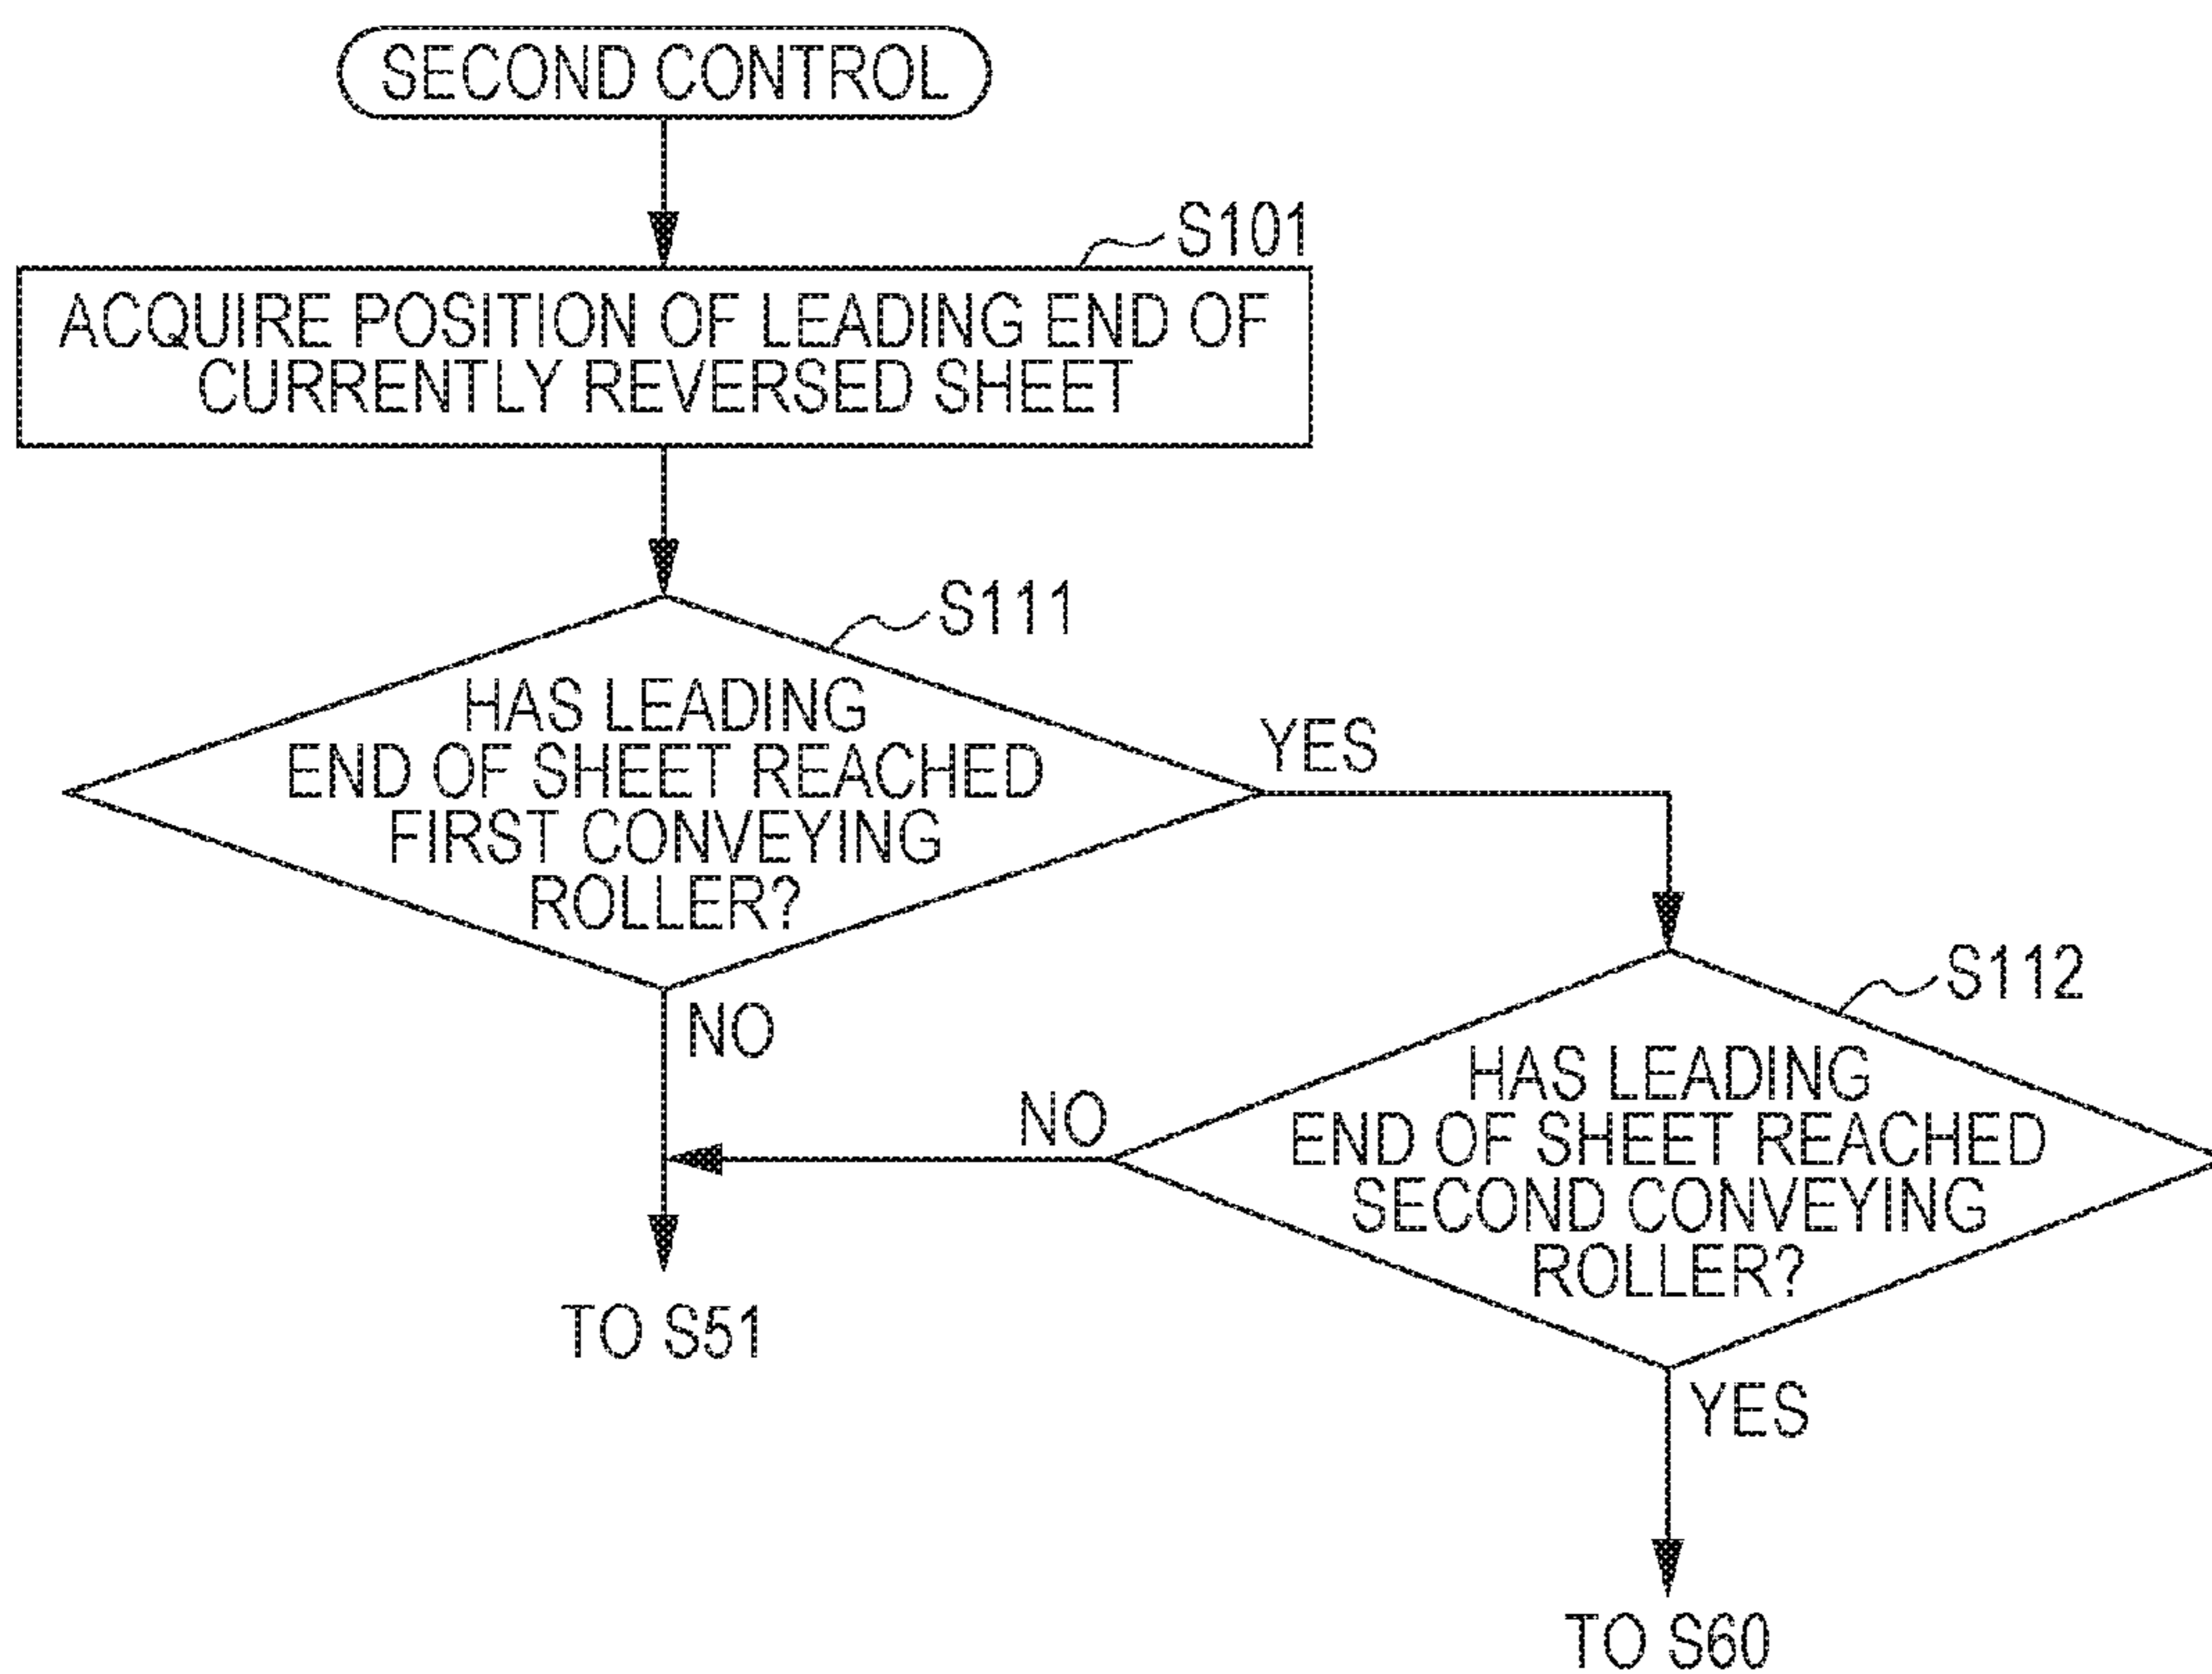 SECOND CONTROL
S101
ACQUIRE POSITION OF LEADING END OF
CURRENTLY REVERSED SHEET
S111
HAS LEADING
END OF SHEET REACHED
FIRST CONVEYING
ROLLER?
YES
NO
S112
HAS LEADING
END OF SHEET REACHED
SECOND CONVEYING
ROLLER?
NO
YES
TO S51
TO S60